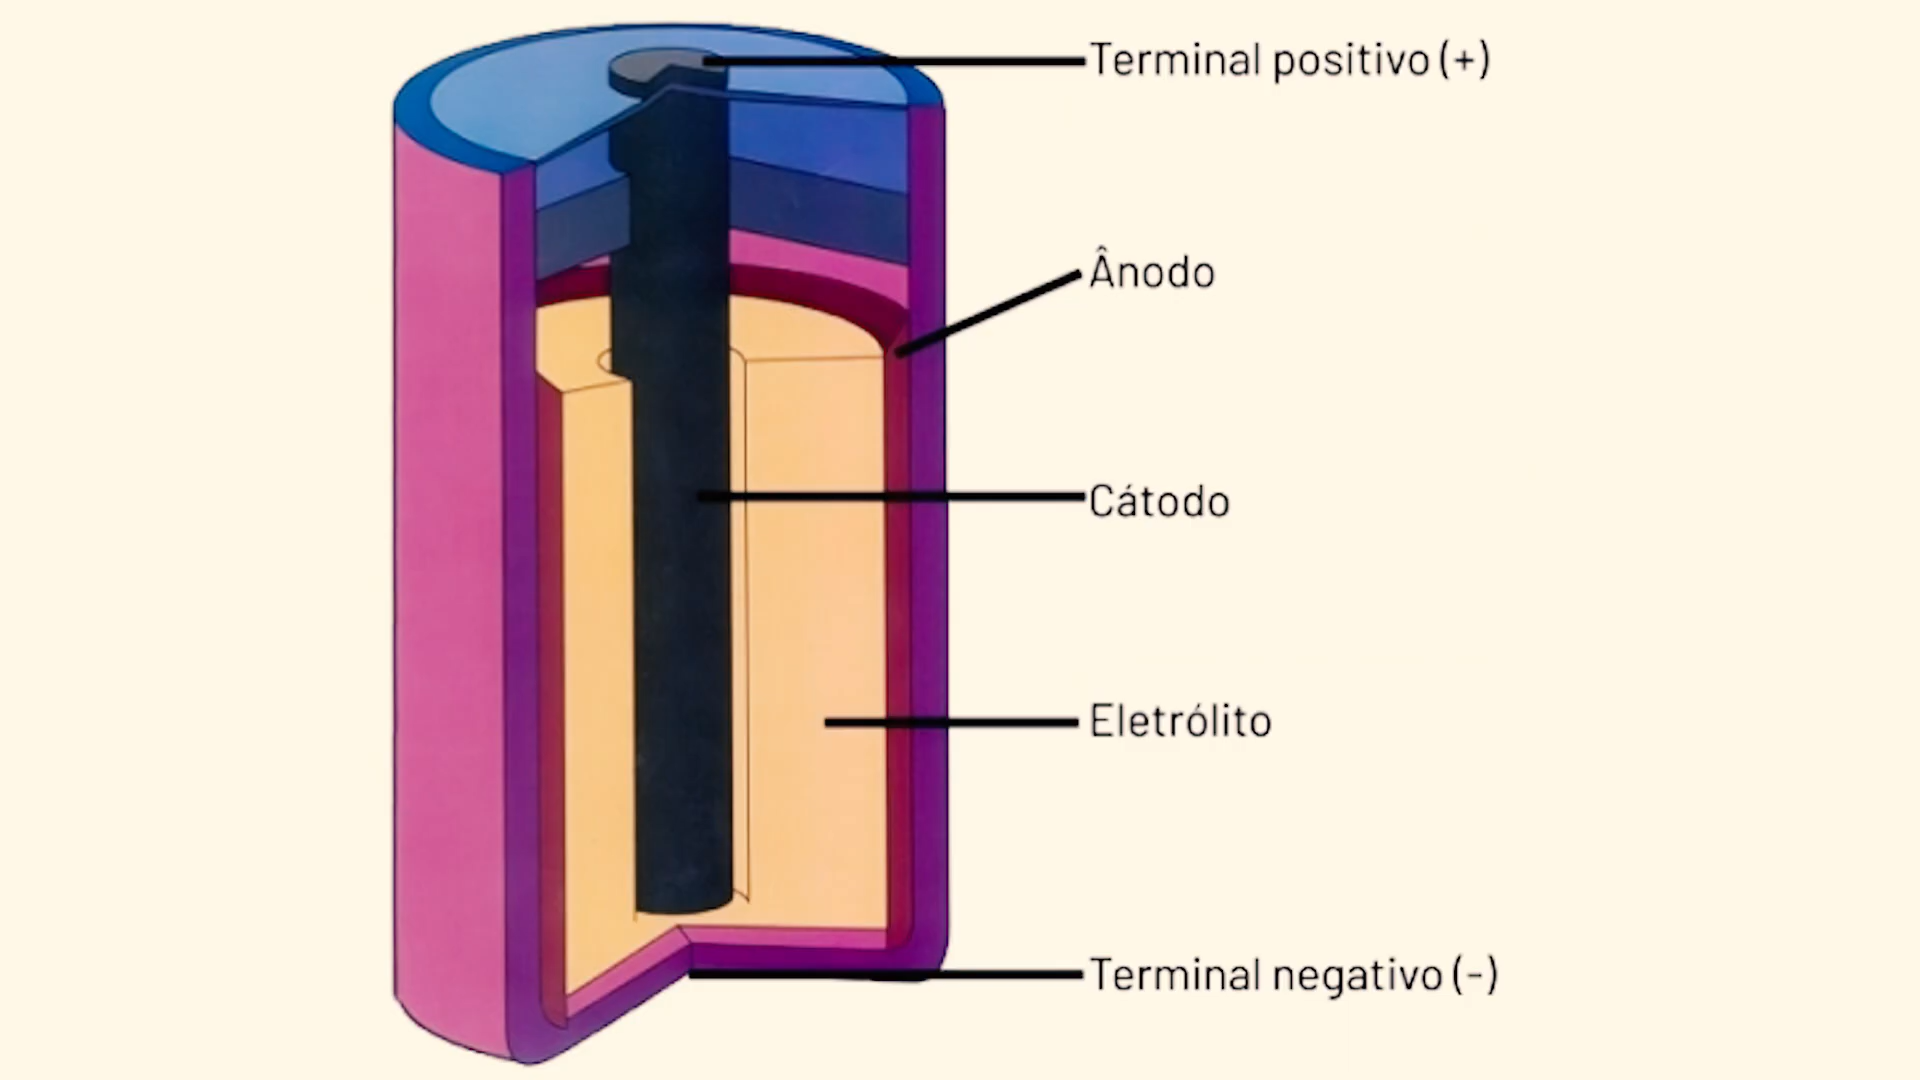 Terminal positivo (+)
Ânodo
Cátodo
Eletrólito
Terminal negativo (-)